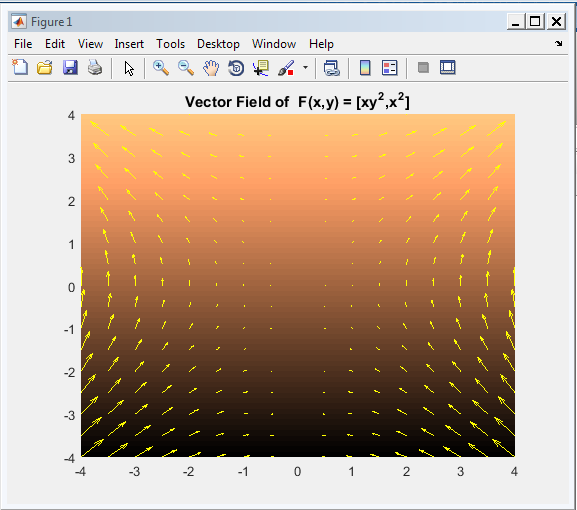 Figure 1
File Edit View Insert Tools Desktop Window Help
Vector Field of F(x,y) = [xy²,x²]
4
3
2
1
0
-1
-2
-3
-4
-4 -3 -2 -1 0 1 2 3 4